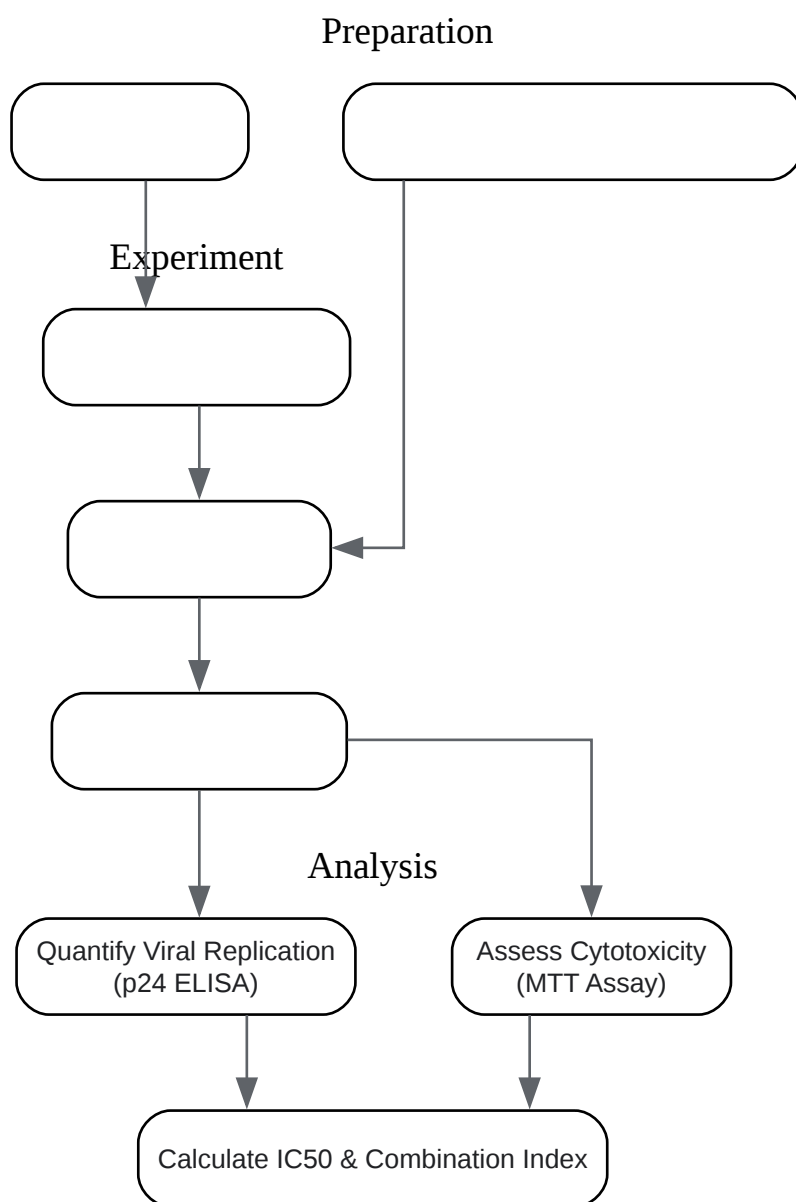 Preparation
Experiment
Analysis
Quantify Viral Replication
(p24 ELISA)
Assess Cytotoxicity
(MTT Assay)
Calculate IC50 & Combination Index